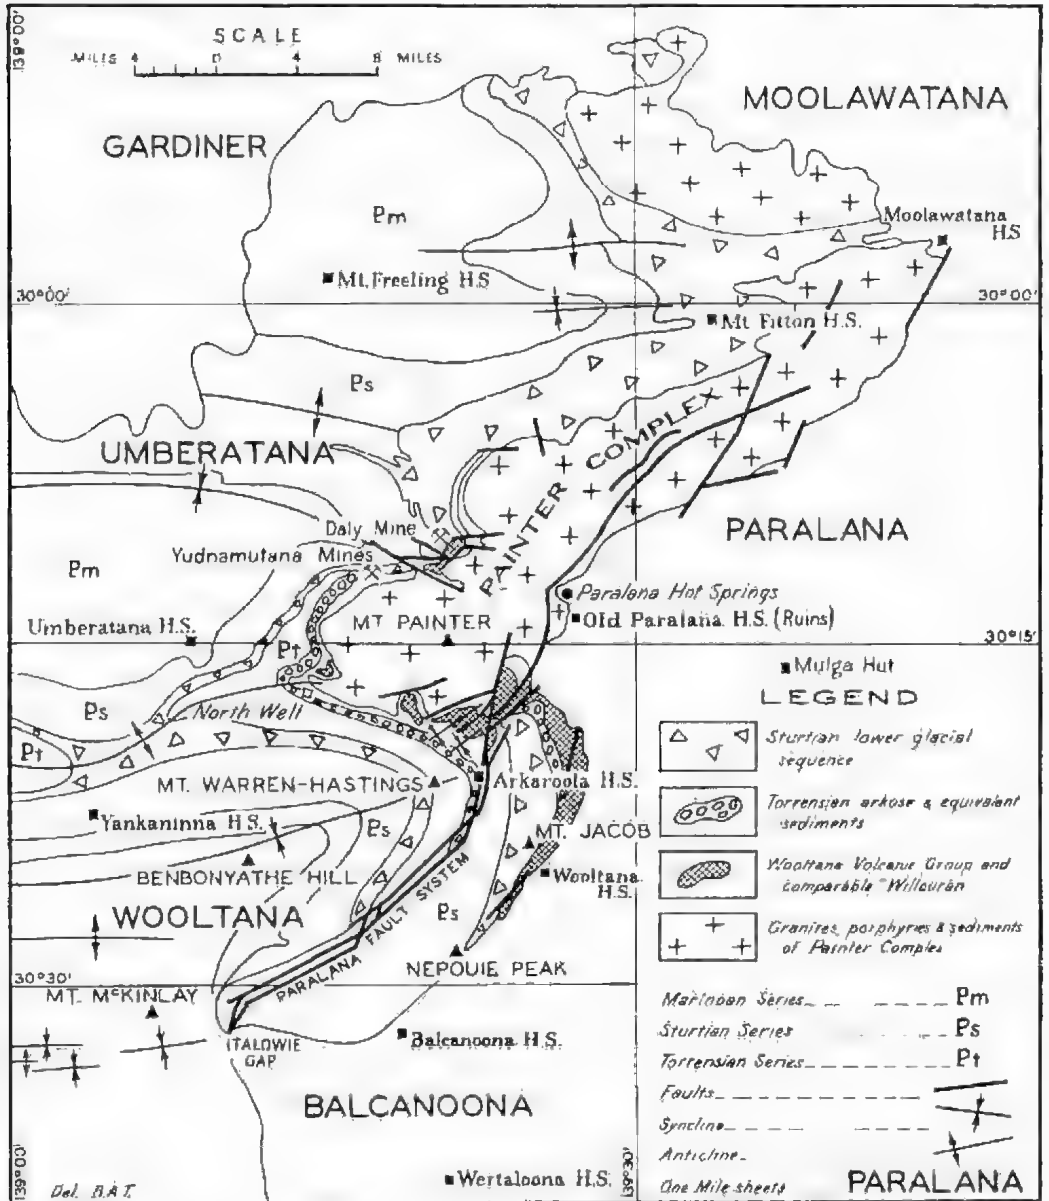 139°00'
SCALE
MILES 4 0 4 8 MILES
MOOLAWATANA
GARDINER
Pm
Moolawatana
H.S
Mt. Freeling H.S
30°00'
30°00'
Mt Fitton H.S.
Ps
UMBERATANA
PAINTER COMPLEX
PARALANA
Daly Mine
Yudnamutana Mines
Pm
Paralana Hot Springs
Old Paralana H.S. (Ruins)
MT PAINTER
Umberatana H.S.
30°15'
Pt
Mulga Hut
Ps
North Well
Pt
MT. WARREN-HASTINGS
Arkaroola H.S.
Yankaninna H.S.
Ps
MT. JACOB
BENBONYATHE HILL
Wooltana
H.S.
WOOLTANA
PARALANA FAULT SYSTEM
Ps
NEPOUIE PEAK
30°30'
MT. McKINLAY
ITALOWIE
GAP
Balcanoona H.S.
BALCANOONA
139°00'
Del. B.A.T.
Wertaloona H.S.
139°30'
LEGEND
Sturtian lower glacial
sequence
Torrensian arkose & equivalent
sediments
Wooltana Volcanic Group and
comparable Willouran
Granites, porphyries & sediments
of Painter Complex
Marinoan Series Pm
Sturtian Series Ps
Torrensian Series Pt
Faults
Syncline
Anticline
One Mile sheets PARALANA